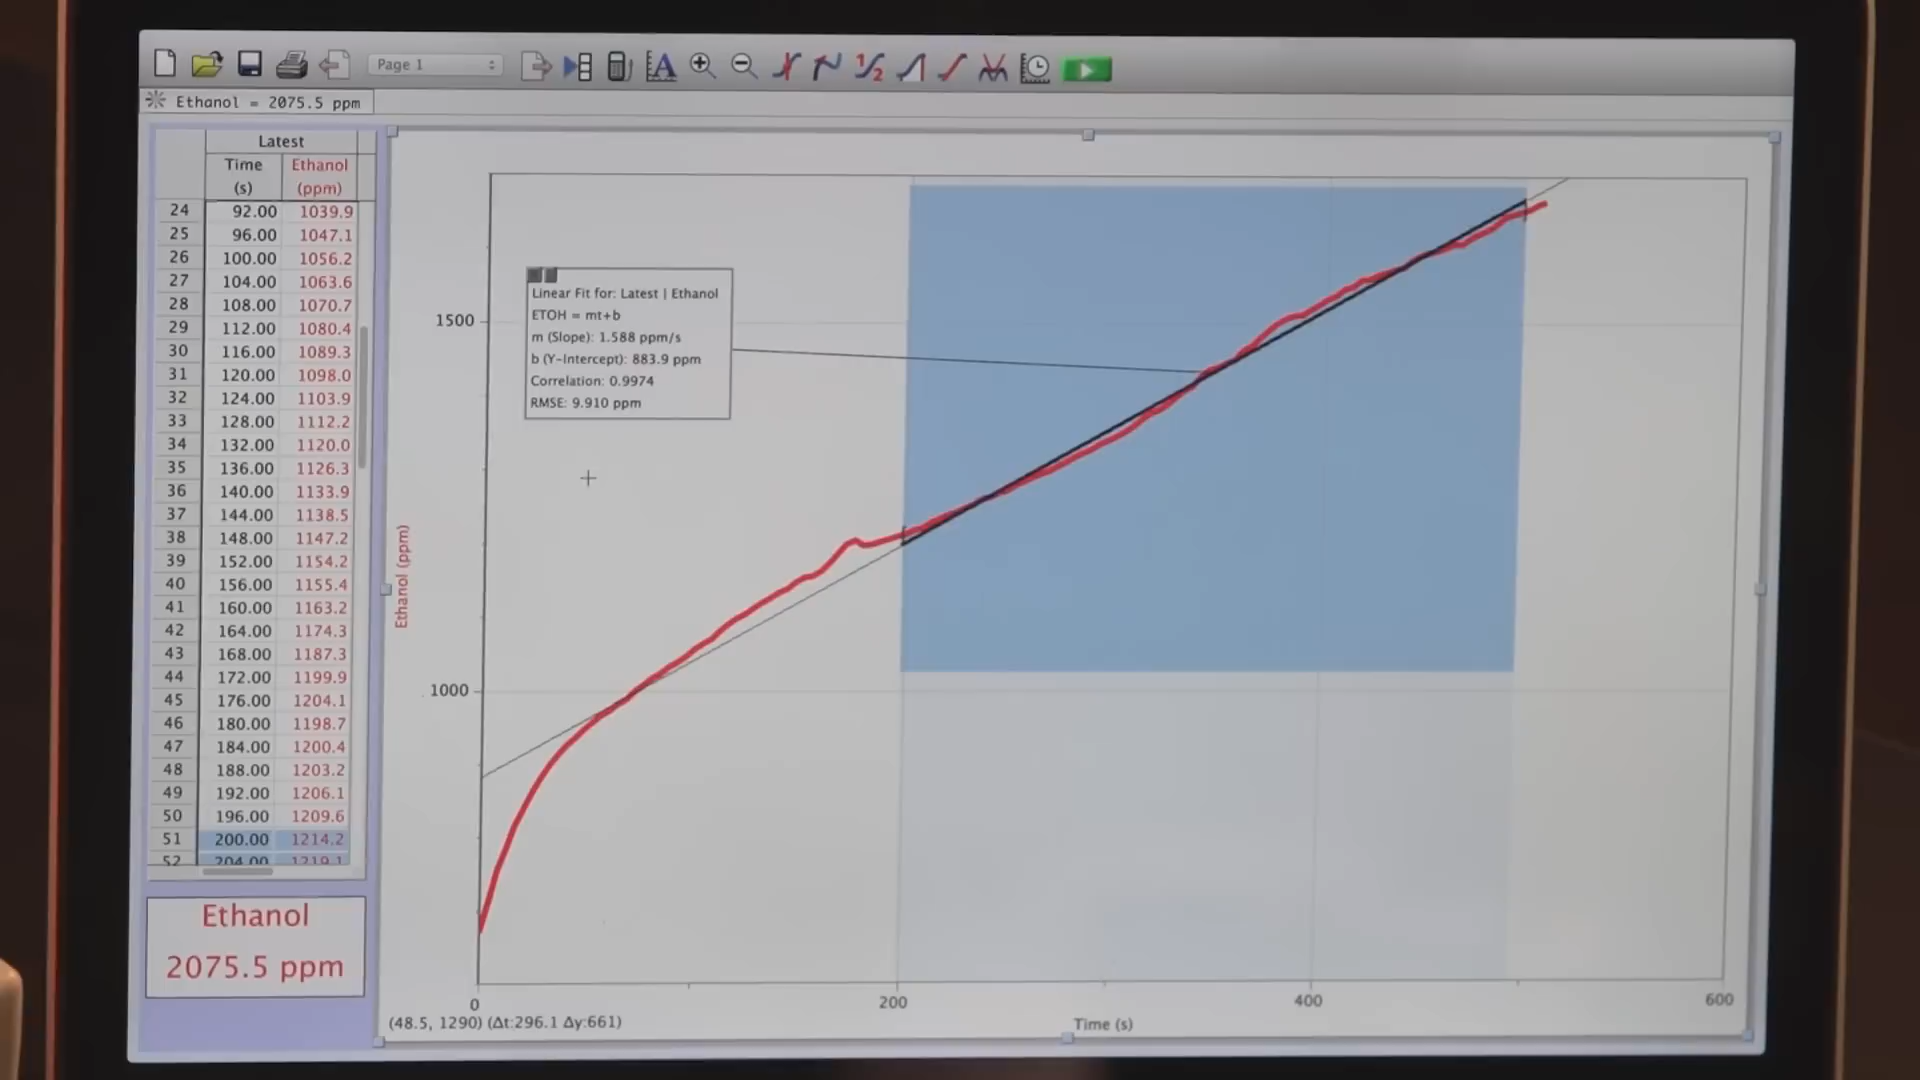 Page 1
1/2
Ethanol = 2075.5 ppm
Latest
Time Ethanol
(s) (ppm)
24 92.00 1039.9
25 96.00 1047.1
26 100.00 1056.2
27 104.00 1063.6
28 108.00 1070.7
29 112.00 1080.4
30 116.00 1089.3
31 120.00 1098.0
32 124.00 1103.9
33 128.00 1112.2
34 132.00 1120.0
35 136.00 1126.3
36 140.00 1133.9
37 144.00 1138.5
38 148.00 1147.2
39 152.00 1154.2
40 156.00 1155.4
41 160.00 1163.2
42 164.00 1174.3
43 168.00 1187.3
44 172.00 1199.9
45 176.00 1204.1
46 180.00 1198.7
47 184.00 1200.4
48 188.00 1203.2
49 192.00 1206.1
50 196.00 1209.6
51 200.00 1214.2
52 204.00 1219.1
Ethanol
2075.5 ppm
Linear Fit for: Latest | Ethanol
ETOH = mt+b
m (Slope): 1.588 ppm/s
b (Y-Intercept): 883.9 ppm
Correlation: 0.9974
RMSE: 9.910 ppm
1500
1000
Ethanol (ppm)
0 200 400 600
(48.5, 1290) (Δt:296.1 Δy:661)
Time (s)